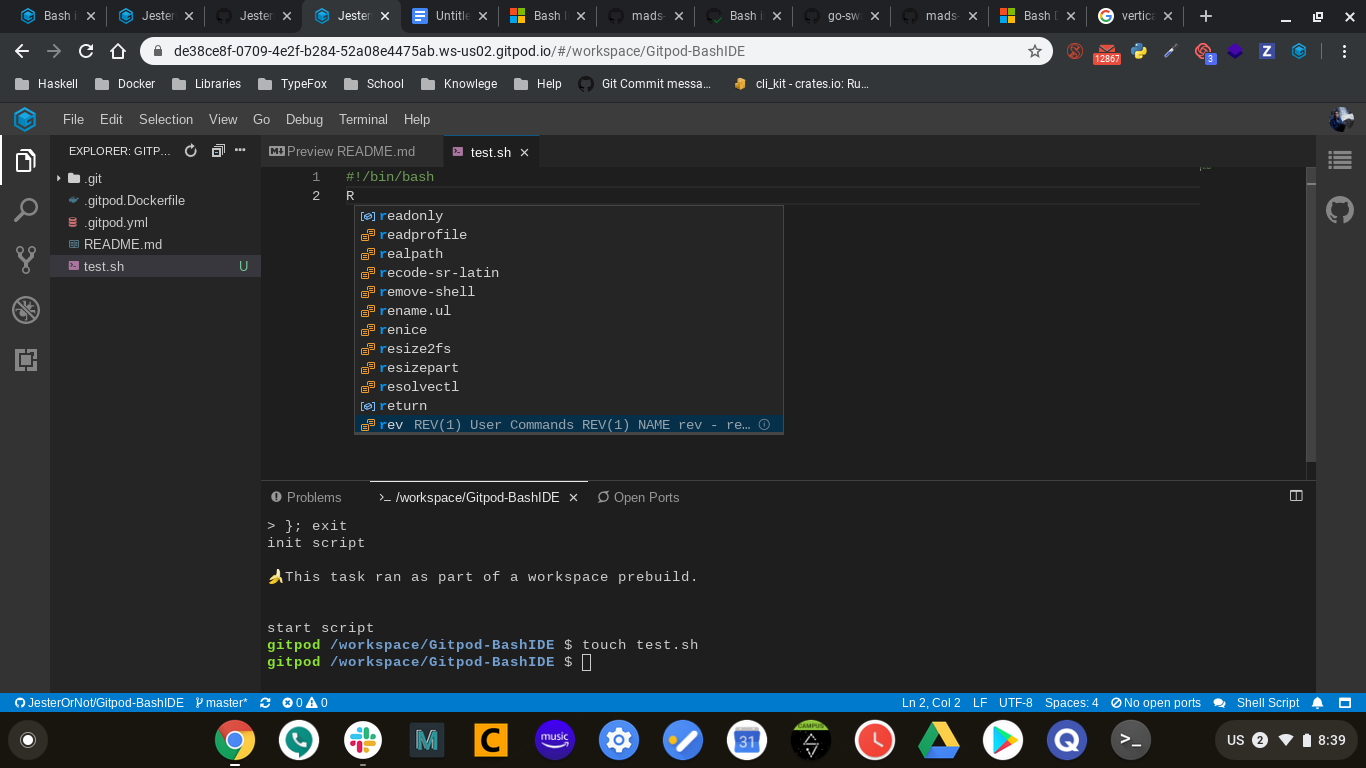 Bash i
Jester
Jester
Jester
Untitle
Bash I
mads-
Bash i
go-sw
mads-
Bash D
vertica
de38ce8f-0709-4e2f-b284-52a08e4475ab.ws-us02.gitpod.io/#/workspace/Gitpod-BashIDE
12867
3
Z
Haskell
Docker
Libraries
TypeFox
School
Knowlege
Help
Git Commit messa…
cli_kit - crates.io: Ru…
File Edit Selection View Go Debug Terminal Help
EXPLORER: GITP…
Preview README.md
test.sh
.git
.gitpod.Dockerfile
.gitpod.yml
README.md
test.sh U
1 #!/bin/bash
2 R
readonly
readprofile
realpath
recode-sr-latin
remove-shell
rename.ul
renice
resize2fs
resizepart
resolvectl
return
rev REV(1) User Commands REV(1) NAME rev - re…
Problems
>_ /workspace/Gitpod-BashIDE
Open Ports
> }; exit
init script
🍌This task ran as part of a workspace prebuild.
start script
gitpod /workspace/Gitpod-BashIDE $ touch test.sh
gitpod /workspace/Gitpod-BashIDE $
JesterOrNot/Gitpod-BashIDE master* 0 0 Ln 2, Col 2 LF UTF-8 Spaces: 4 No open ports Shell Script
M
C
music
31
CAMPUS
Q
>_
US 2 8:39